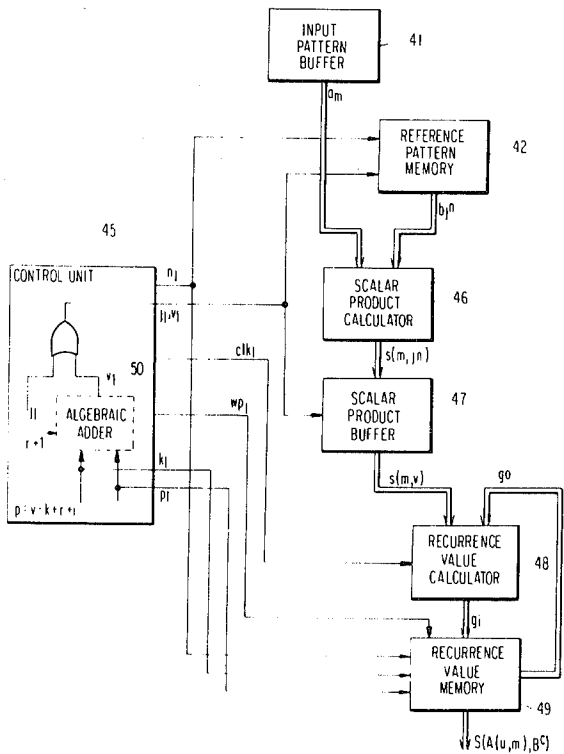 INPUT
PATTERN
BUFFER
41
am
REFERENCE
PATTERN
MEMORY
42
bjn
45
CONTROL UNIT
n1
j1,v1
SCALAR
PRODUCT
CALCULATOR
46
clk1
v1
50
s(m,jn)
SCALAR
PRODUCT
BUFFER
47
wp1
ALGEBRAIC
ADDER
r+1
k1
p1
s(m,v)
go
RECURRENCE
VALUE
CALCULATOR
48
gi
RECURRENCE
VALUE
MEMORY
49
S(A(u,m),Bc)